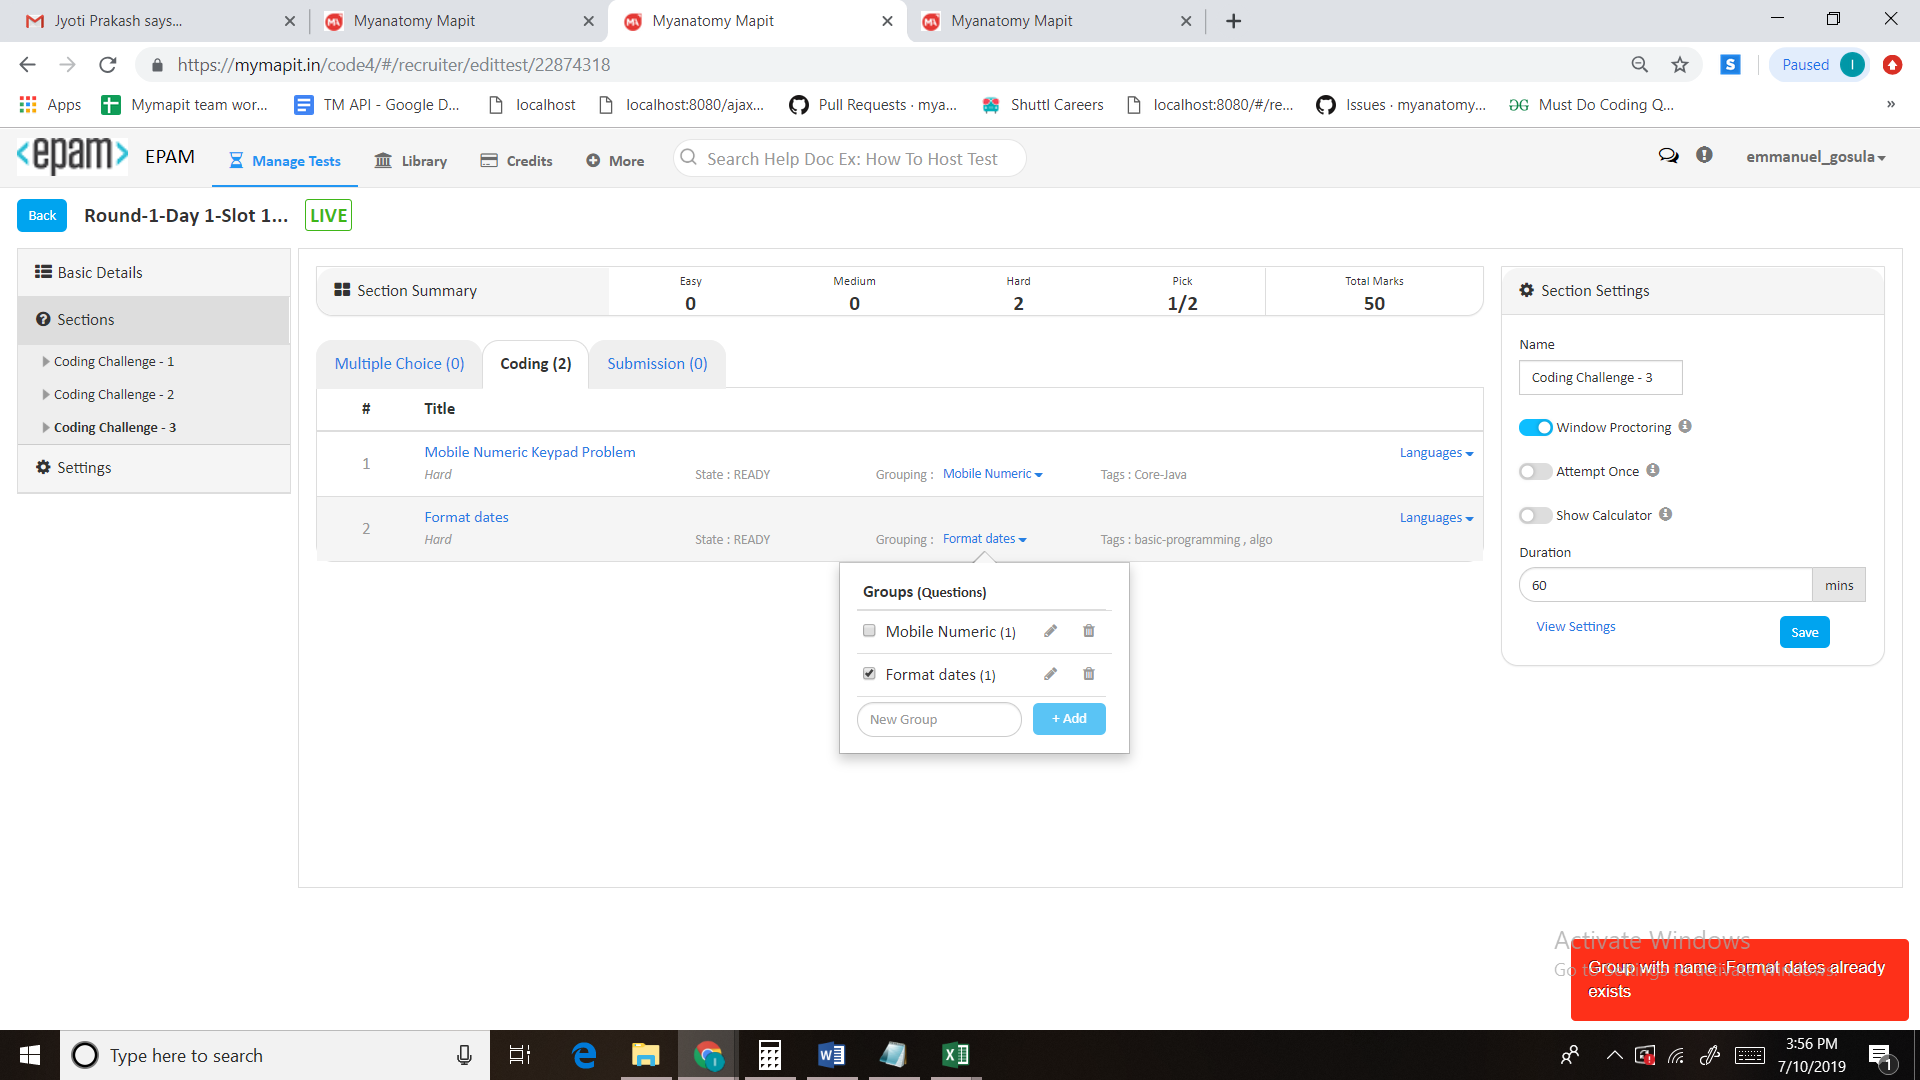 Jyoti Prakash says...
Myanatomy Mapit
Myanatomy Mapit
Myanatomy Mapit
https://mymapit.in/code4/#/recruiter/edittest/22874318
Paused
I
Apps
Mymapit team wor...
TM API - Google D...
localhost
localhost:8080/ajax...
Pull Requests · mya...
Shuttl Careers
localhost:8080/#/re...
Issues · myanatomy...
Must Do Coding Q...
<epam>
EPAM
Manage Tests
Library
Credits
More
Search Help Doc Ex: How To Host Test
emmanuel_gosula
Back
Round-1-Day 1-Slot 1...
LIVE
Basic Details
Sections
Coding Challenge - 1
Coding Challenge - 2
Coding Challenge - 3
Settings
Section Summary
Easy
0
Medium
0
Hard
2
Pick
1/2
Total Marks
50
Multiple Choice (0)
Coding (2)
Submission (0)
# Title
1 Mobile Numeric Keypad Problem
Languages
Hard
State : READY
Grouping : Mobile Numeric
Tags : Core-Java
2 Format dates
Languages
Hard
State : READY
Grouping : Format dates
Tags : basic-programming , algo
Groups (Questions)
Mobile Numeric (1)
Format dates (1)
New Group
+ Add
Section Settings
Name
Coding Challenge - 3
Window Proctoring
Attempt Once
Show Calculator
Duration
60
mins
View Settings
Save
Activate Windows
Go to Settings to activate Windows.
Group with name :Format dates already
exists
Type here to search
3:56 PM
7/10/2019
1